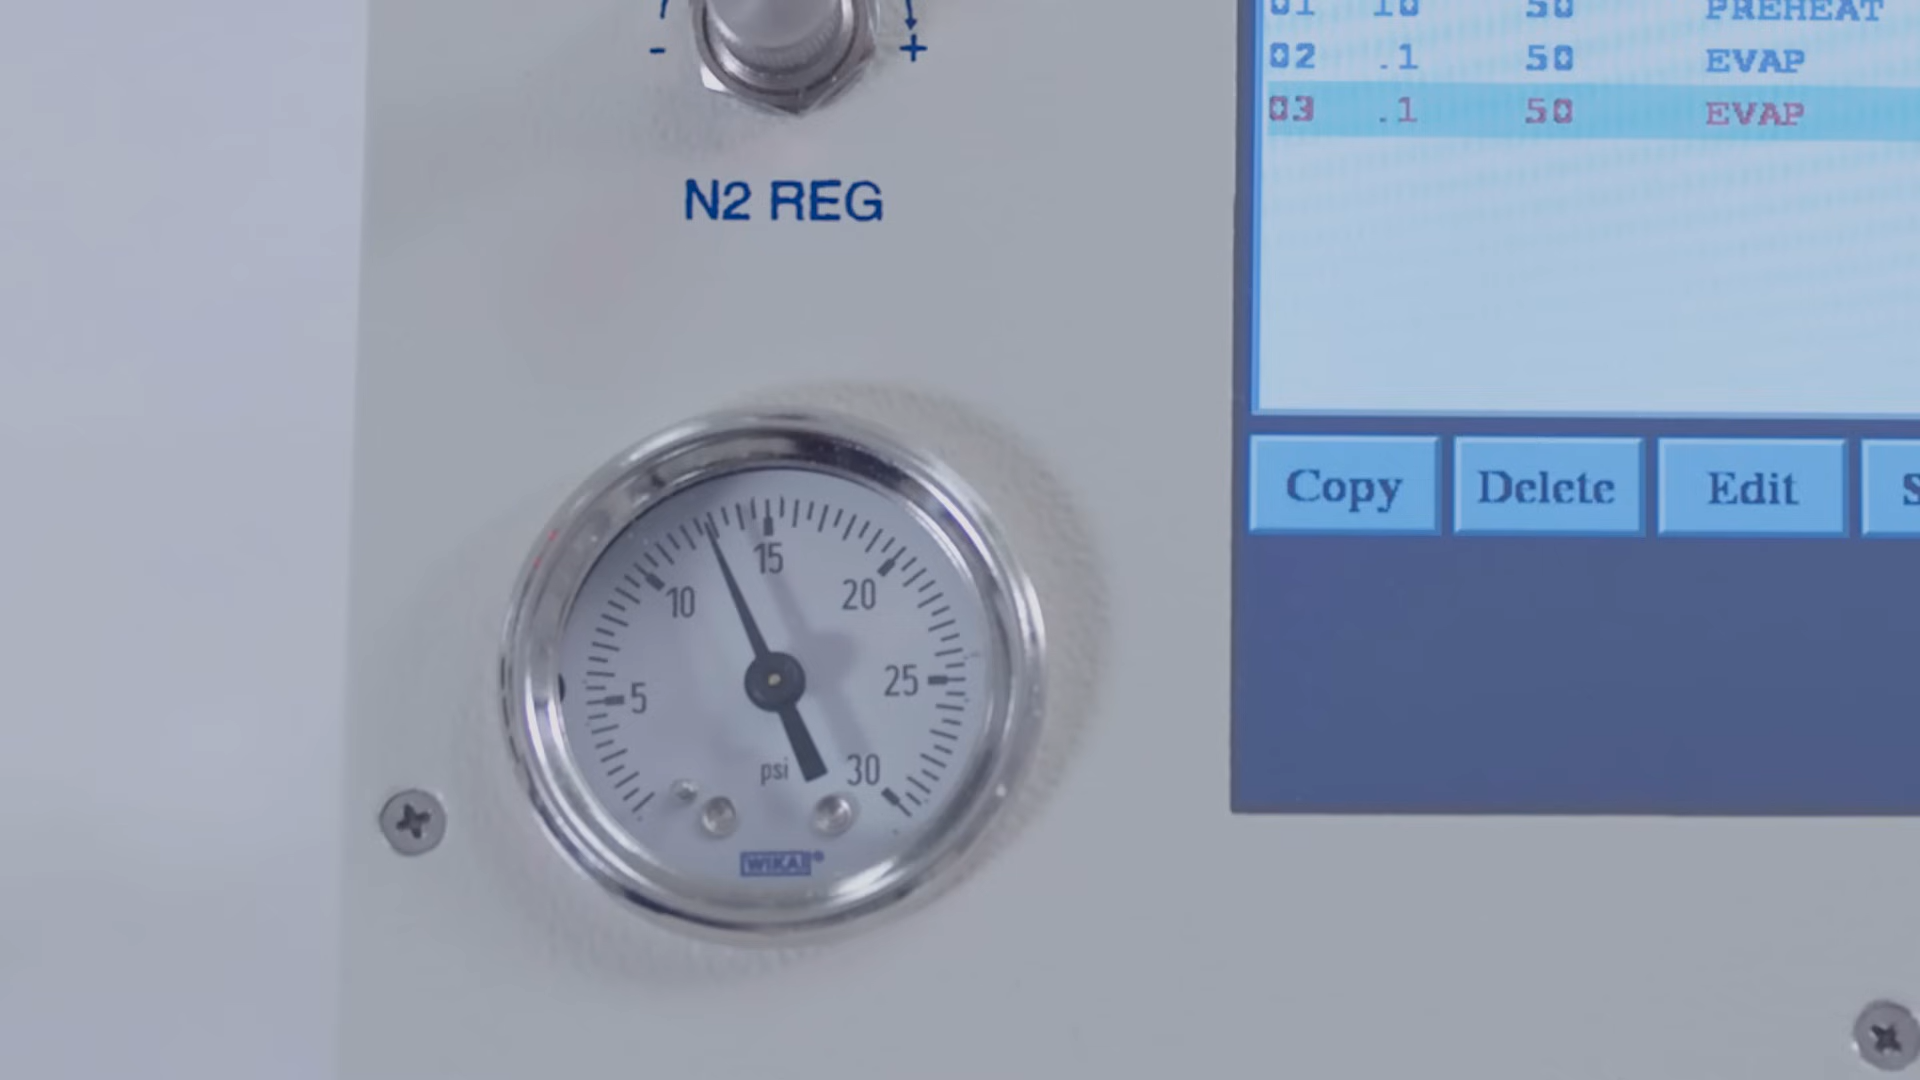 - +
N2 REG
01 10 50 PREHEAT
02 .1 50 EVAP
03 .1 50 EVAP
Copy Delete Edit
5 10 15 20 25 30
psi
WIKA®